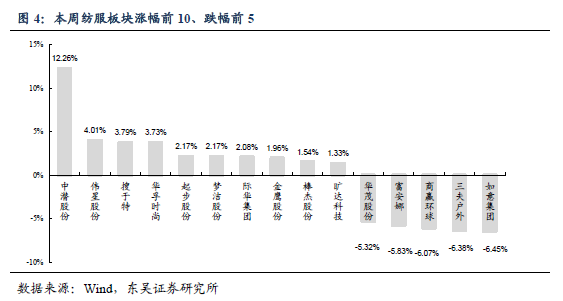 图 4：本周纺服板块涨幅前 10、跌幅前 5
15%
10%
5%
0%
-5%
-10%
12.26%
4.01%
3.79%
3.73%
2.17%
2.17%
2.08%
1.96%
1.54%
1.33%
-5.32%
-5.83%
-6.07%
-6.38%
-6.45%
中潜股份
伟星股份
搜于特
华孚时尚
起步股份
梦洁股份
际华集团
金鹰股份
棒杰股份
旷达科技
华茂股份
富安娜
商赢环球
三夫户外
如意集团
数据来源：Wind，东吴证券研究所